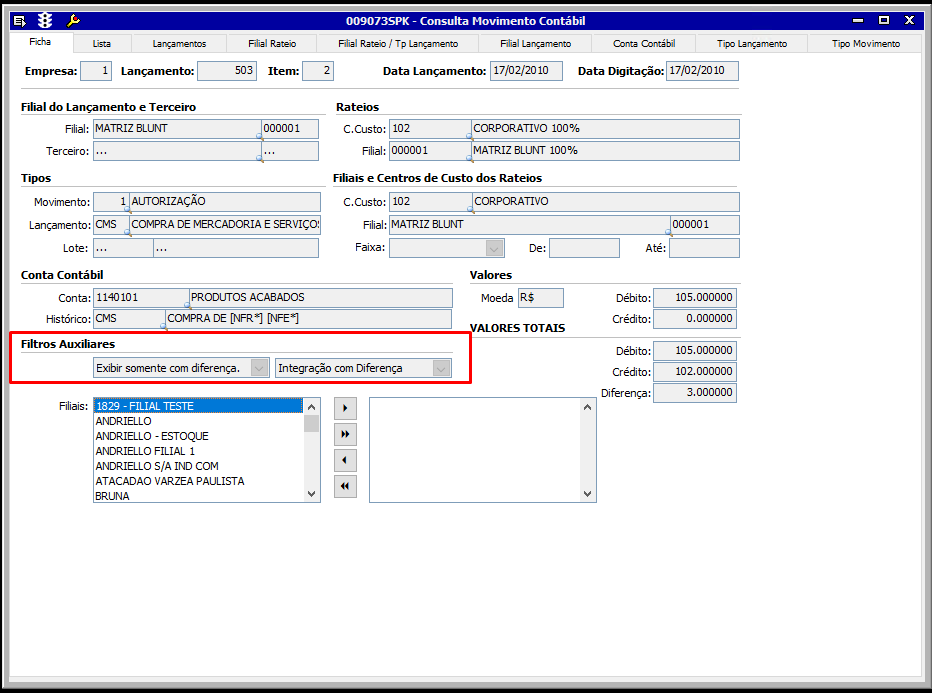 009073SPK - Consulta Movimento Contábil
Ficha Lista Lançamentos Filial Rateio Filial Rateio / Tp Lançamento Filial Lançamento Conta Contábil Tipo Lançamento Tipo Movimento
Empresa: 1 Lançamento: 503 Item: 2 Data Lançamento: 17/02/2010 Data Digitação: 17/02/2010
Filial do Lançamento e Terceiro Rateios
Filial: MATRIZ BLUNT 000001 C.Custo: 102 CORPORATIVO 100%
Terceiro: ... ... Filial: 000001 MATRIZ BLUNT 100%
Tipos Filiais e Centros de Custo dos Rateios
Movimento: 1 AUTORIZAÇÃO C.Custo: 102 CORPORATIVO
Lançamento: CMS COMPRA DE MERCADORIA E SERVIÇOS Filial: MATRIZ BLUNT 000001
Lote: ... ... Faixa: De: Até:
Conta Contábil Valores
Conta: 1140101 PRODUTOS ACABADOS Moeda R$ Débito: 105.000000
Histórico: CMS COMPRA DE [NFR*] [NFE*] Crédito: 0.000000
VALORES TOTAIS
Filtros Auxiliares Débito: 105.000000
Exibir somente com diferença. Integração com Diferença Crédito: 102.000000
Diferença: 3.000000
Filiais: 1829 - FILIAL TESTE
ANDRIELLO
ANDRIELLO - ESTOQUE
ANDRIELLO FILIAL 1
ANDRIELLO S/A IND COM
ATACADAO VARZEA PAULISTA
BRUNA